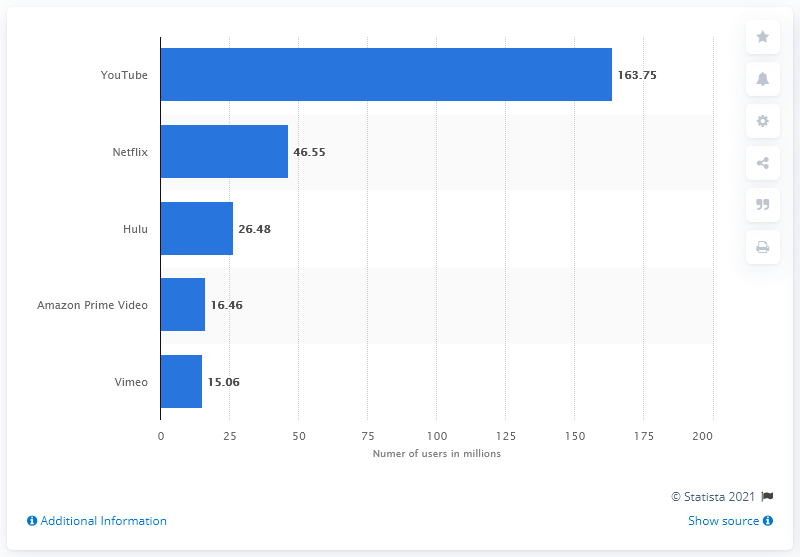 YouTube 163.75
Netflix 46.55
Hulu 26.48
Amazon Prime Video 16.46
Vimeo 15.06
0 25 50 75 100 125 150 175 200
Numer of users in millions
© Statista 2021
Additional Information Show source